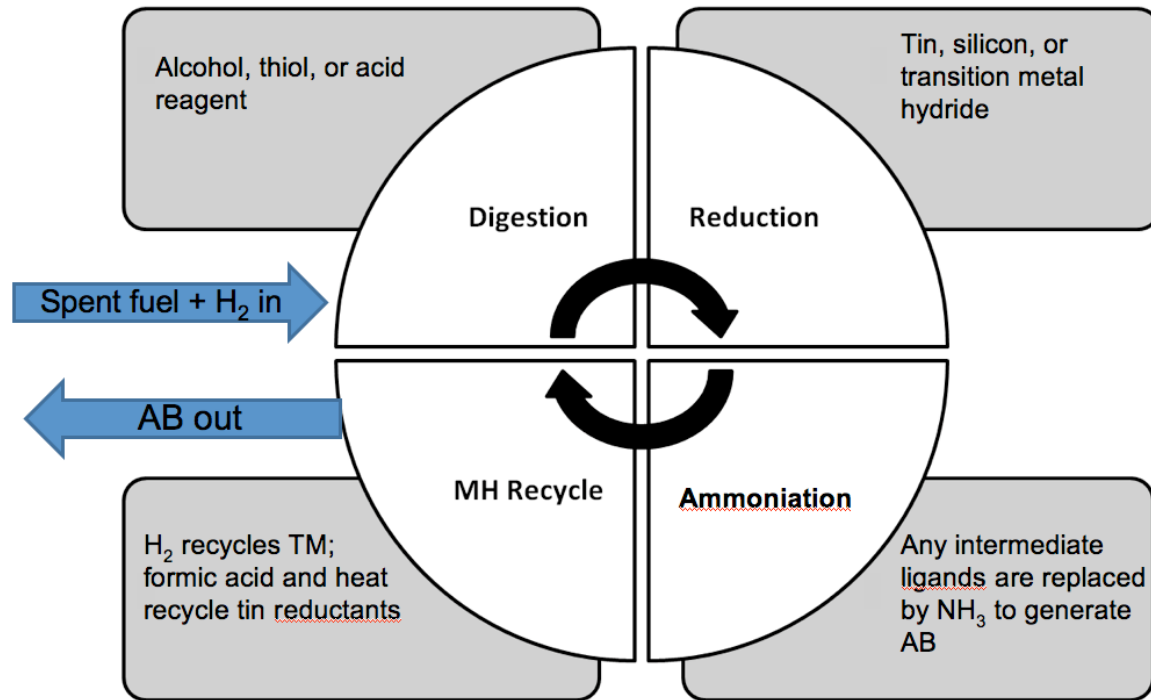 Alcohol, thiol, or acid
reagent
Tin, silicon, or
transition metal
hydride
Digestion
Reduction
Spent fuel + H₂ in
AB out
MH Recycle
Ammoniation
H₂ recycles TM;
formic acid and heat
recycle tin reductants
Any intermediate
ligands are replaced
by NH₃ to generate
AB